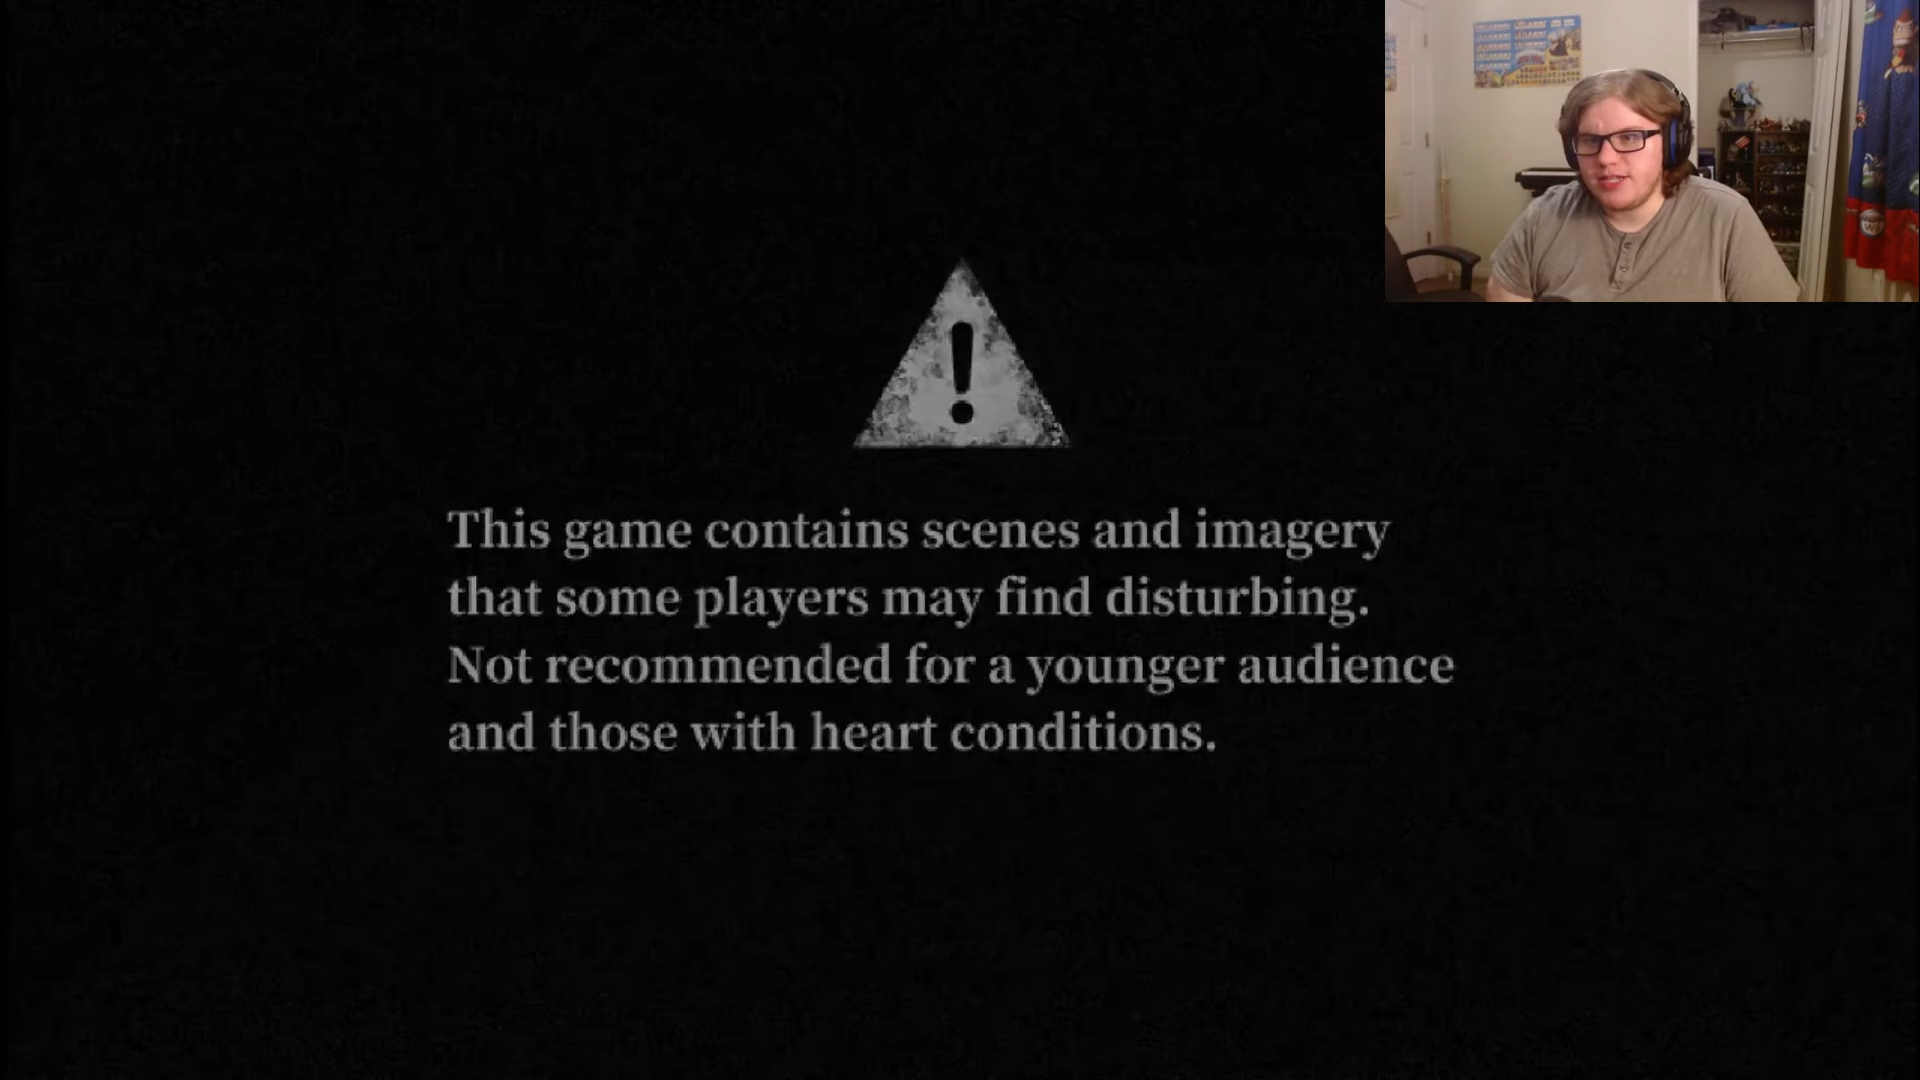 This game contains scenes and imagery
that some players may find disturbing.
Not recommended for a younger audience
and those with heart conditions.